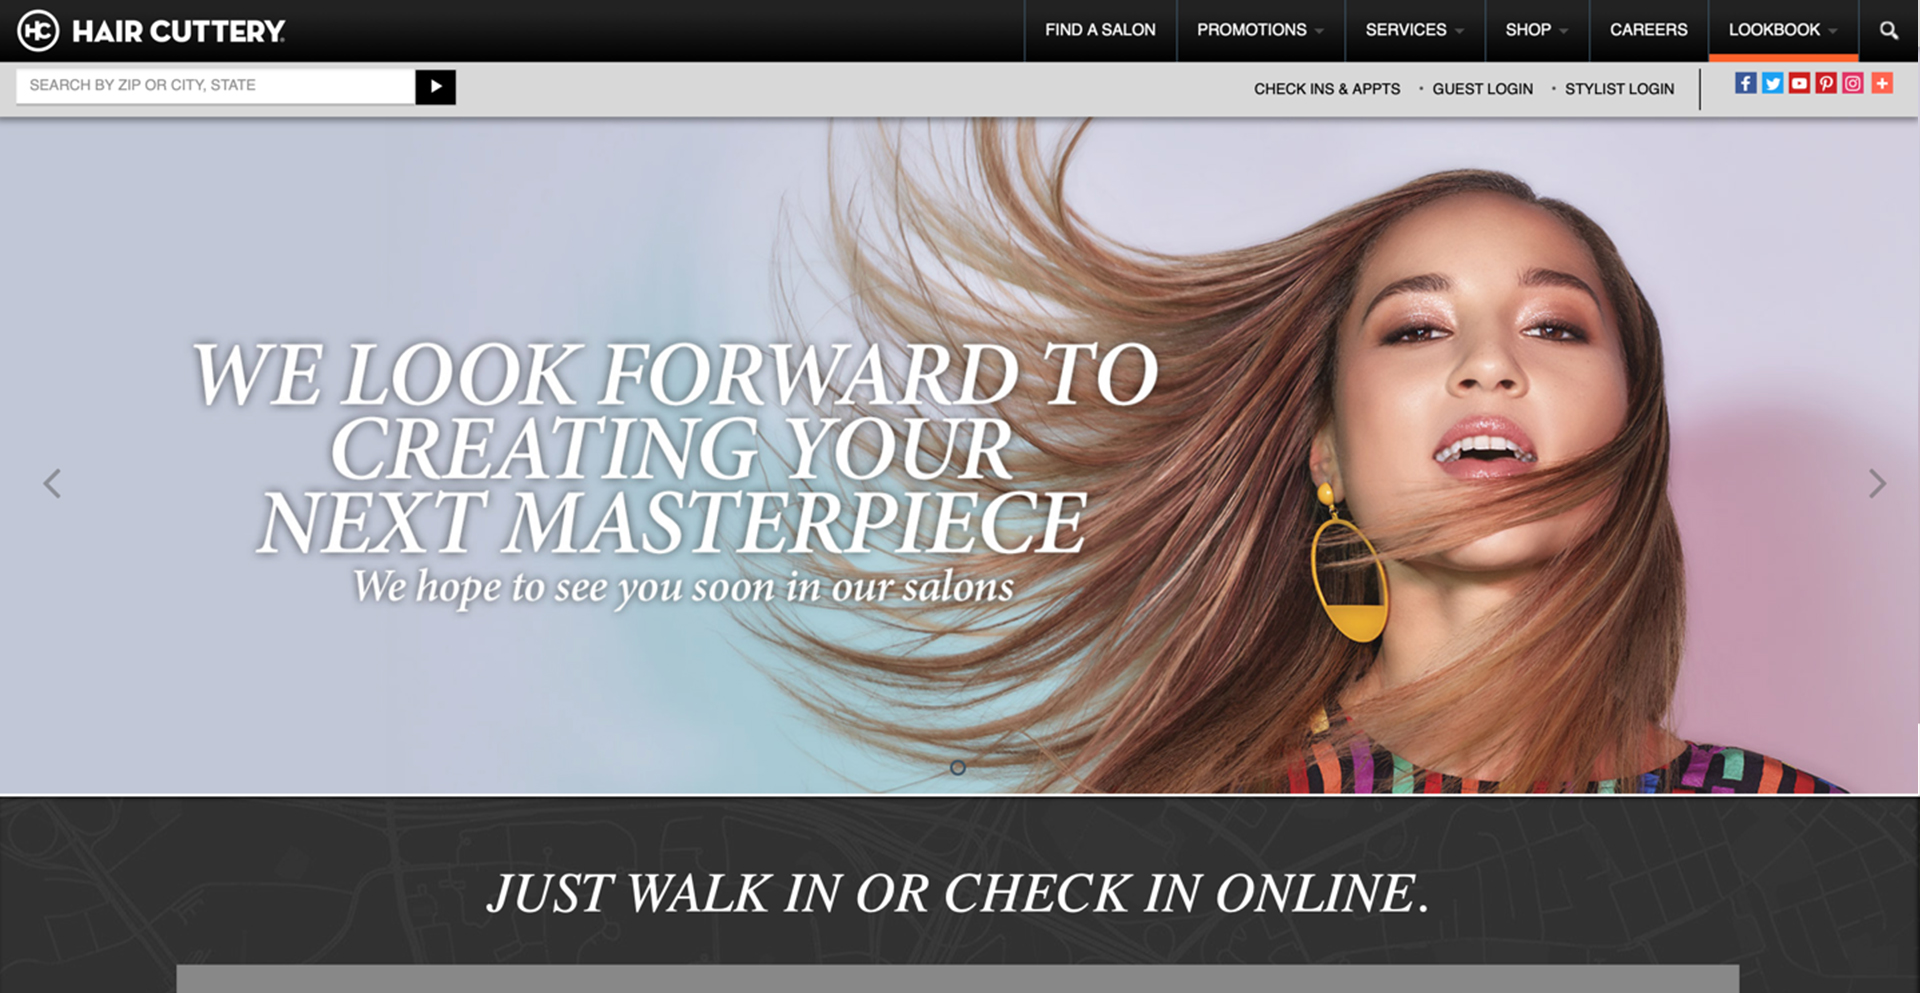 HC HAIR CUTTERY
FIND A SALON
PROMOTIONS
SERVICES
SHOP
CAREERS
LOOKBOOK
SEARCH BY ZIP OR CITY, STATE
CHECK INS & APPTS • GUEST LOGIN • STYLIST LOGIN
WE LOOK FORWARD TO
CREATING YOUR
NEXT MASTERPIECE
We hope to see you soon in our salons
JUST WALK IN OR CHECK IN ONLINE.